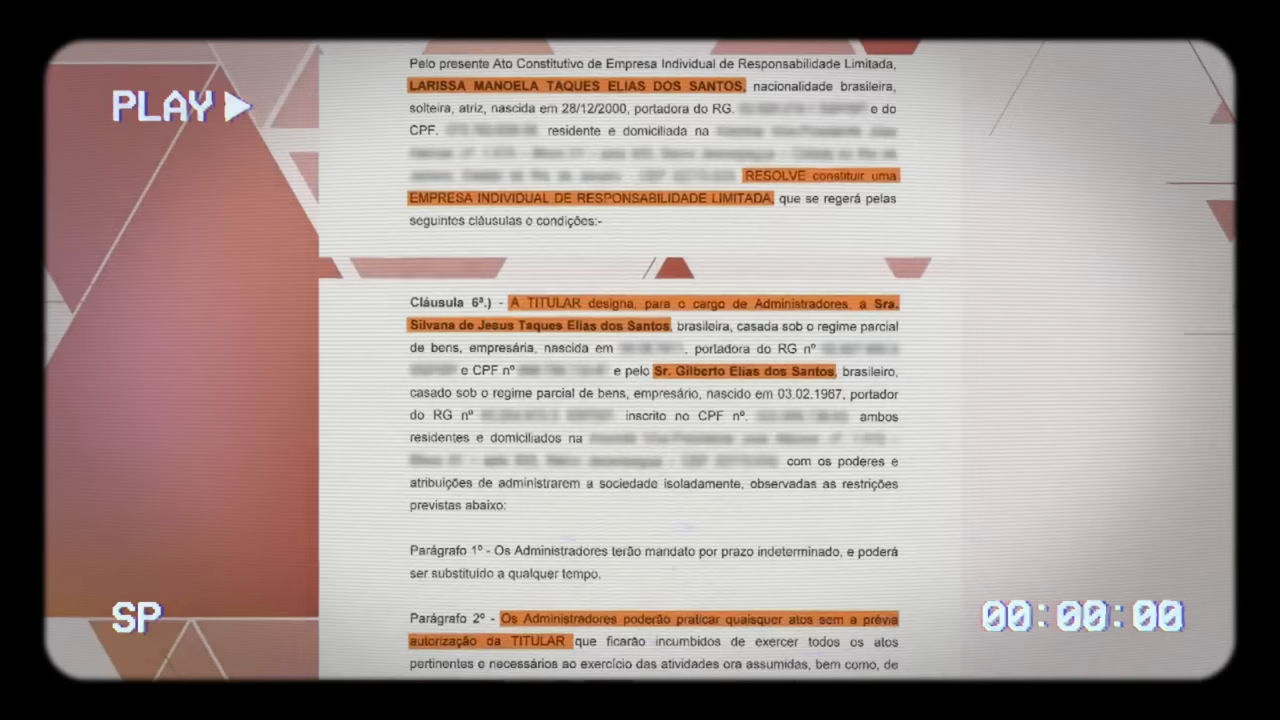 PLAY
Pelo presente Ato Constitutivo de Empresa Individual de Responsabilidade Limitada,
LARISSA MANOELA TAQUES ELIAS DOS SANTOS, nacionalidade brasileira,
solteira, atriz, nascida em 28/12/2000, portadora do RG. e do
CPF. residente e domiciliada na
RESOLVE constituir uma
EMPRESA INDIVIDUAL DE RESPONSABILIDADE LIMITADA, que se regerá pelas
seguintes cláusulas e condições:-
Cláusula 6ª.) - A TITULAR designa, para o cargo de Administradores, a Sra.
Silvana de Jesus Taques Elias dos Santos, brasileira, casada sob o regime parcial
de bens, empresária, nascida em , portadora do RG nº
e CPF nº e pelo Sr. Gilberto Elias dos Santos, brasileiro,
casado sob o regime parcial de bens, empresário, nascido em 03.02.1967, portador
do RG nº inscrito no CPF nº. ambos
residentes e domiciliados na
com os poderes e
atribuições de administrarem a sociedade isoladamente, observadas as restrições
previstas abaixo:
Parágrafo 1º - Os Administradores terão mandato por prazo indeterminado, e poderá
ser substituído a qualquer tempo.
Parágrafo 2º - Os Administradores poderão praticar quaisquer atos sem a prévia
autorização da TITULAR que ficarão incumbidos de exercer todos os atos
pertinentes e necessários ao exercício das atividades ora assumidas, bem como, de
SP
00:00:00